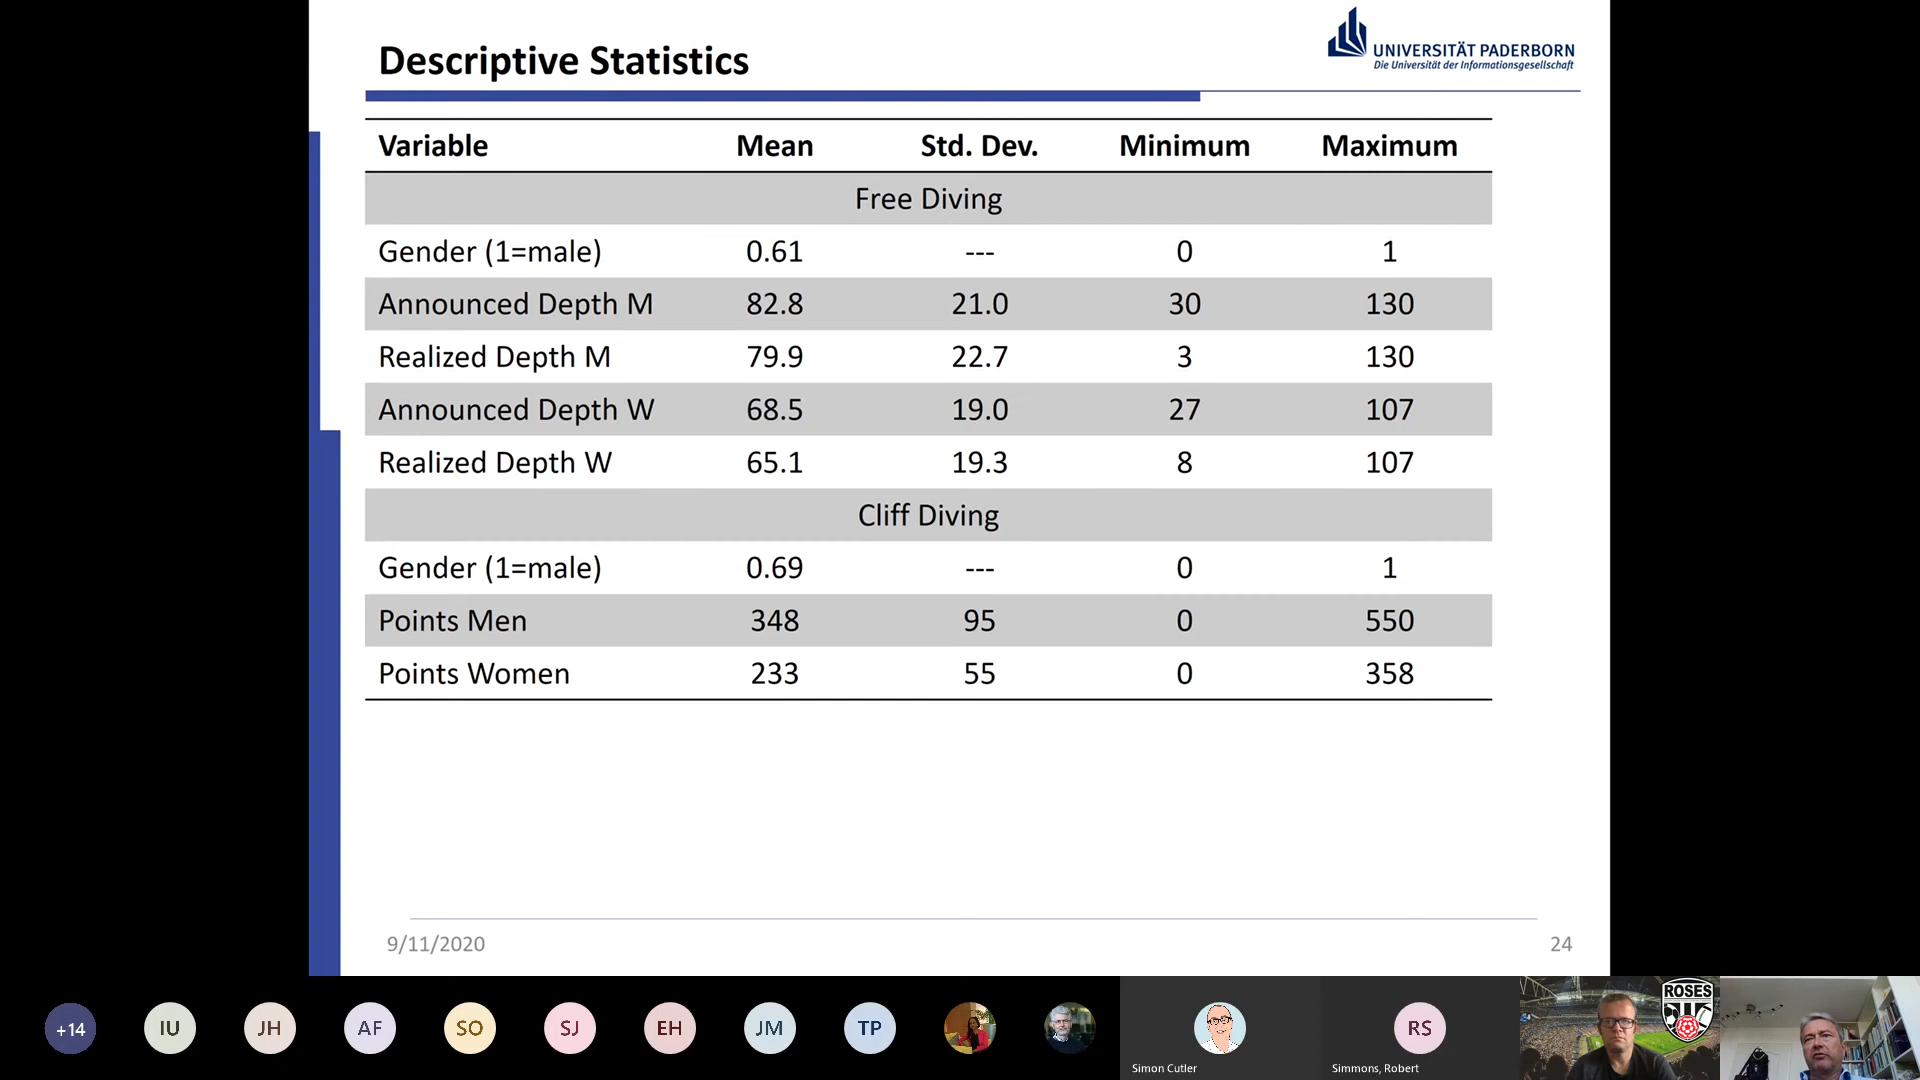 Descriptive Statistics
UNIVERSITÄT PADERBORN
Die Universität der Informationsgesellschaft
Variable Mean Std. Dev. Minimum Maximum
Free Diving
Gender (1=male) 0.61 --- 0 1
Announced Depth M 82.8 21.0 30 130
Realized Depth M 79.9 22.7 3 130
Announced Depth W 68.5 19.0 27 107
Realized Depth W 65.1 19.3 8 107
Cliff Diving
Gender (1=male) 0.69 --- 0 1
Points Men 348 95 0 550
Points Women 233 55 0 358
9/11/2020 24
+14 IU JH AF SO SJ EH JM TP RS
ROSES
Simon Cutler Simmons, Robert